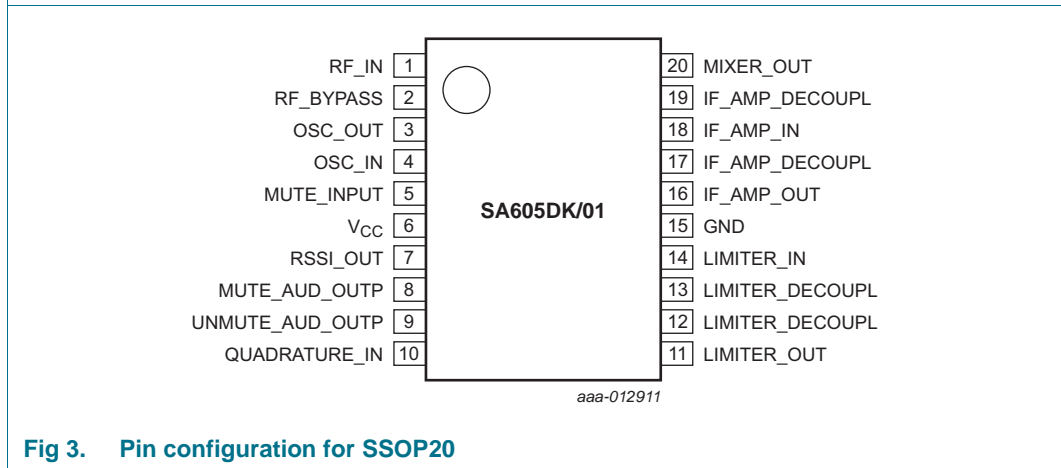 RF_IN 1
RF_BYPASS 2
OSC_OUT 3
OSC_IN 4
MUTE_INPUT 5
VCC 6
RSSI_OUT 7
MUTE_AUD_OUTP 8
UNMUTE_AUD_OUTP 9
QUADRATURE_IN 10
SA605DK/01
20 MIXER_OUT
19 IF_AMP_DECOUPL
18 IF_AMP_IN
17 IF_AMP_DECOUPL
16 IF_AMP_OUT
15 GND
14 LIMITER_IN
13 LIMITER_DECOUPL
12 LIMITER_DECOUPL
11 LIMITER_OUT
aaa-012911
Fig 3. Pin configuration for SSOP20